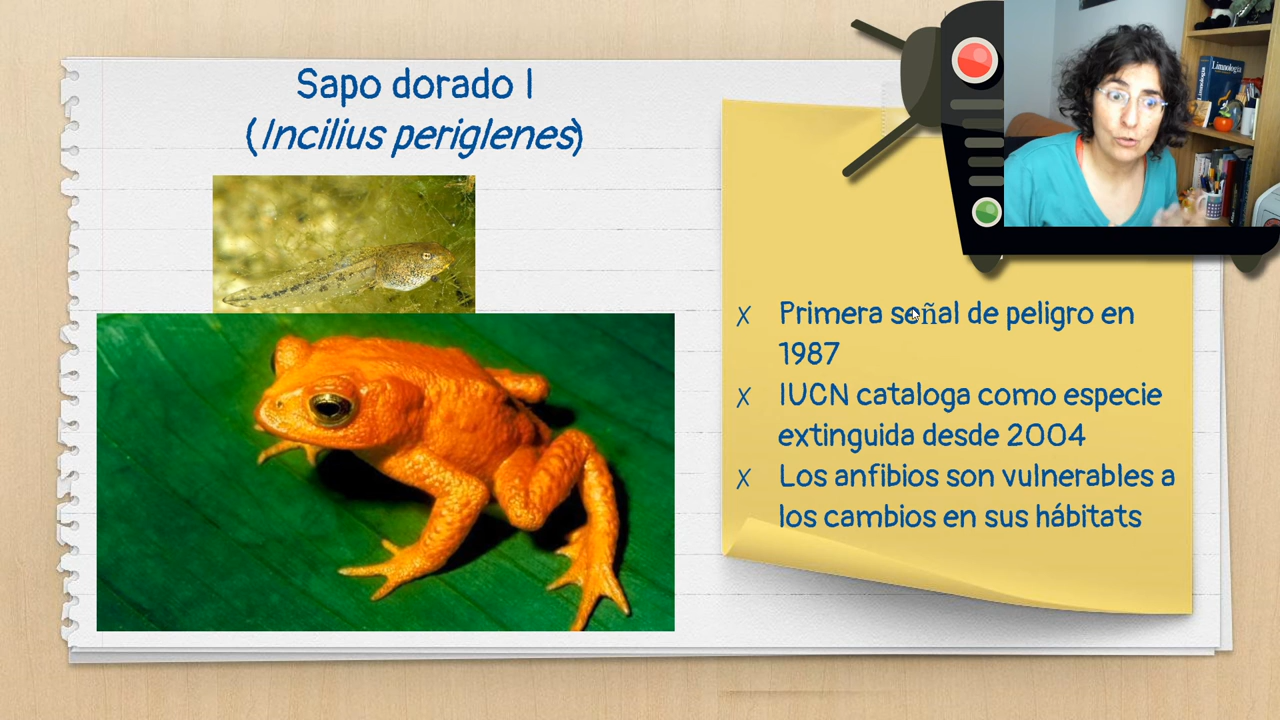 Sapo dorado I
(Incilius periglenes)
Limnología
X Primera señal de peligro en
1987
X IUCN cataloga como especie
extinguida desde 2004
X Los anfibios son vulnerables a
los cambios en sus hábitats